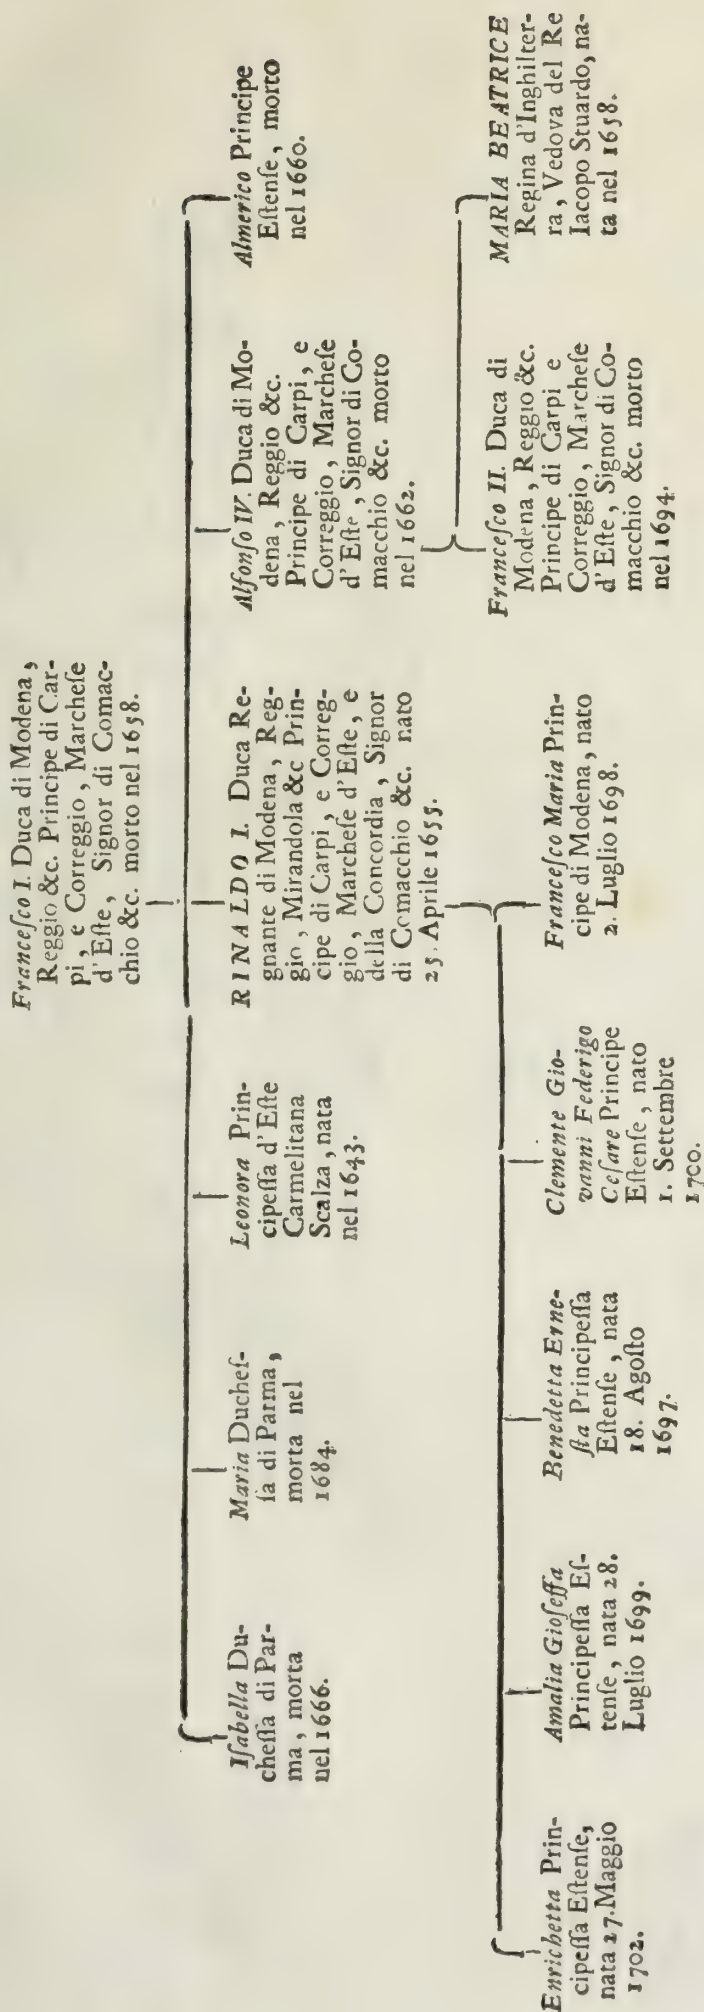 Franceſco I. Duca di Modena,
Reggio &c. Principe di Car-
pi, e Correggio, Marcheſe
d'Eſte, Signor di Comac-
chio &c. morto nel 1658.
Iſabella Du-
cheſſa di Par-
ma, morta
nel 1666.
Maria Ducheſ-
ſa di Parma,
morta nel
1684.
Leonora Prin-
cipeſſa d'Eſte
Carmelitana
Scalza, nata
nel 1643.
RINALDO I. Duca Re-
gnante di Modena, Reg-
gio, Mirandola &c Prin-
cipe di Carpi, e Correg-
gio, Marcheſe d'Eſte, e
della Concordia, Signor
di Comacchio &c. nato
25. Aprile 1655.
Alfonſo IV. Duca di Mo-
dena, Reggio &c.
Principe di Carpi, e
Correggio, Marcheſe
d'Eſte, Signor di Co-
macchio &c. morto
nel 1662.
Almerico Principe
Eſtenſe, morto
nel 1660.
Enrichetta Prin-
cipeſſa Eſtenſe,
nata 27. Maggio
1702.
Amalia Gioſeffa
Principeſſa Eſ-
tenſe, nata 28.
Luglio 1699.
Benedetta Erne-
ſta Principeſſa
Eſtenſe, nata
18. Agoſto
1697.
Clemente Gio-
vanni Federigo
Ceſare Principe
Eſtenſe, nato
1. Settembre
1700.
Franceſco Maria Prin-
cipe di Modena, nato
2. Luglio 1698.
Franceſco II. Duca di
Modena, Reggio &c.
Principe di Carpi e
Correggio, Marcheſe
d'Eſte, Signor di Co-
macchio &c. morto
nel 1694.
MARIA BEATRICE
Regina d'Inghilter-
ra, Vedova del Re
Iacopo Stuardo, na-
ta nel 1658.